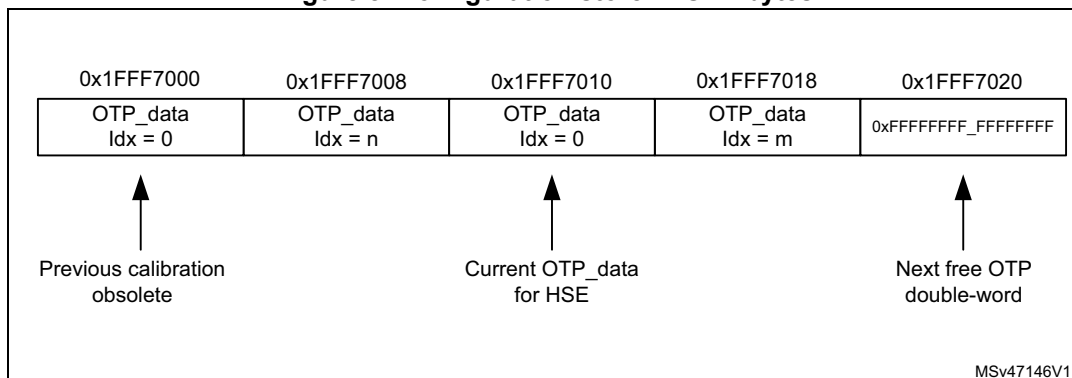 0x1FFF7000 0x1FFF7008 0x1FFF7010 0x1FFF7018 0x1FFF7020
OTP_data OTP_data OTP_data OTP_data 0xFFFFFFFF_FFFFFFFF
Idx = 0 Idx = n Idx = 0 Idx = m
Previous calibration Current OTP_data Next free OTP
obsolete for HSE double-word
MSv47146V1